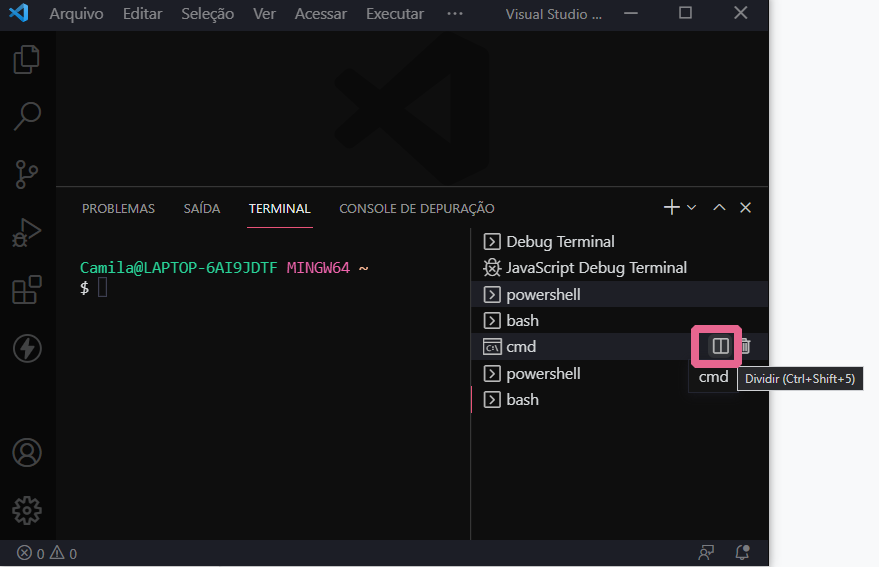 Arquivo Editar Seleção Ver Acessar Executar ··· Visual Studio ...
PROBLEMAS SAÍDA TERMINAL CONSOLE DE DEPURAÇÃO
Camila@LAPTOP-6AI9JDTF MINGW64 ~
$
Debug Terminal
JavaScript Debug Terminal
powershell
bash
C:\ cmd
cmd
Dividir (Ctrl+Shift+5)
powershell
bash
0 0